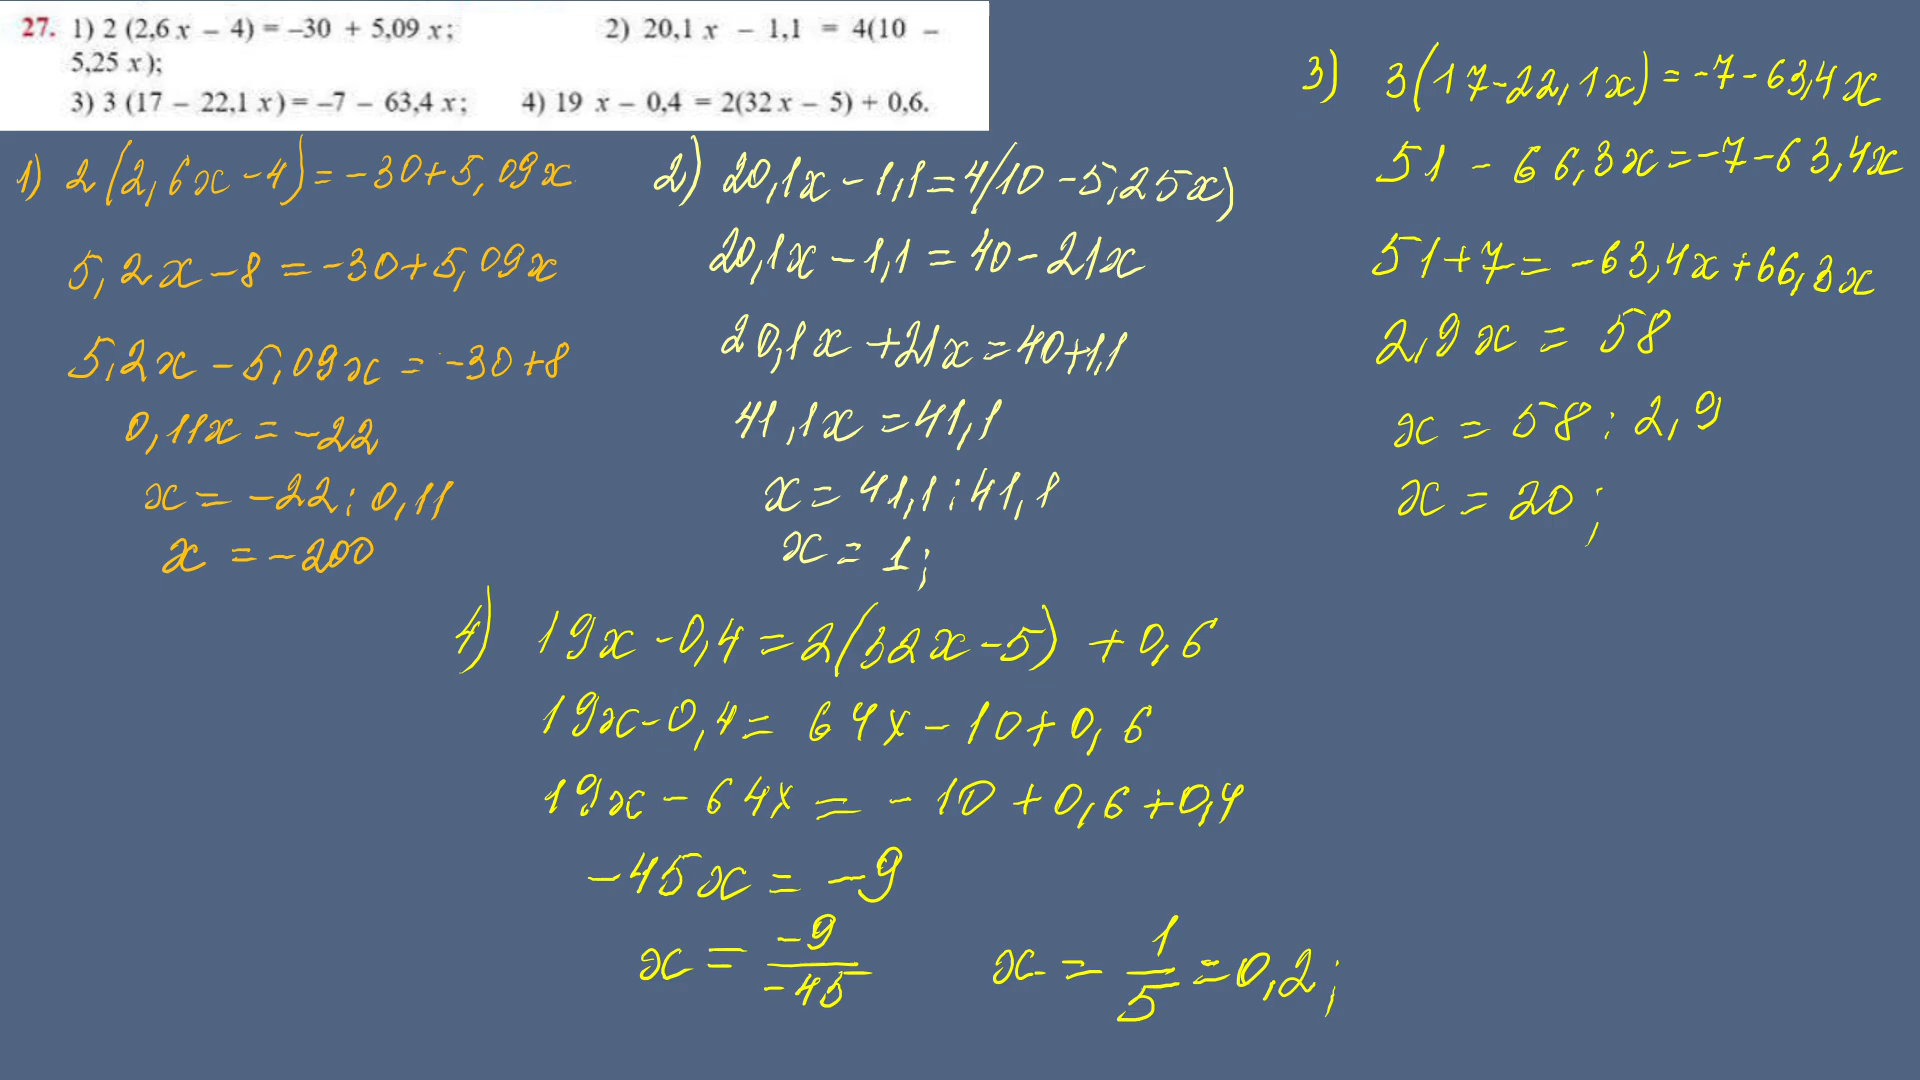 27. 1) 2 (2,6 x – 4) = –30 + 5,09 x; 2) 20,1 x – 1,1 = 4(10 –
5,25 x);
3) 3 (17 – 22,1 x) = –7 – 63,4 x; 4) 19 x – 0,4 = 2(32 x – 5) + 0,6.
1) 2(2,6x-4)=-30+5,09x
5,2x-8=-30+5,09x
5,2x-5,09x=-30+8
0,11x=-22
x=-22:0,11
x=-200
2) 20,1x-1,1=4(10-5,25x)
20,1x-1,1=40-21x
20,1x+21x=40+1,1
41,1x=41,1
x=41,1:41,1
x=1;
3) 3(17-22,1x)=-7-63,4x
51-66,3x=-7-63,4x
51+7=-63,4x+66,3x
2,9x=58
x=58:2,9
x=20;
4) 19x-0,4=2(32x-5)+0,6
19x-0,4=64x-10+0,6
19x-64x=-10+0,6+0,4
-45x=-9
x=-9/-45 x=1/5=0,2;